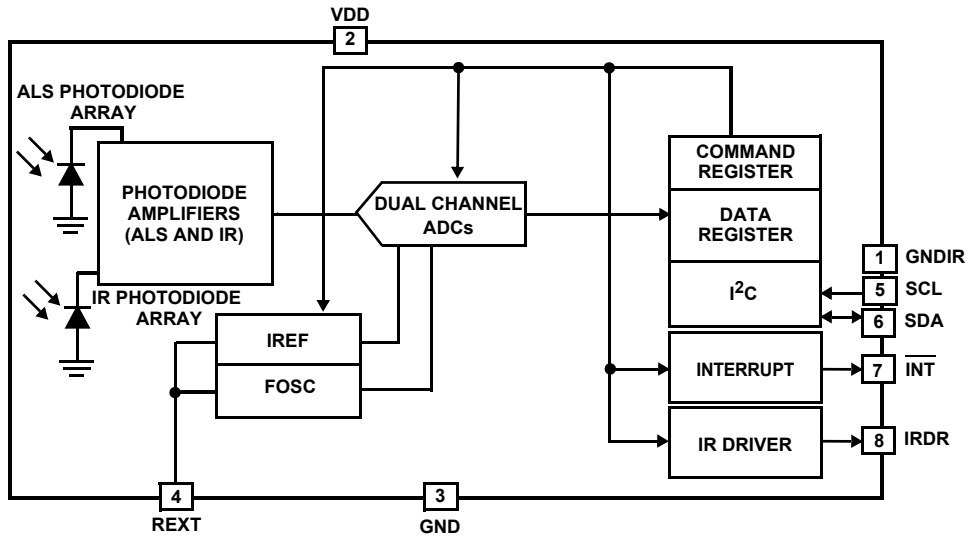 VDD
2
ALS PHOTODIODE
ARRAY
PHOTODIODE
AMPLIFIERS
(ALS AND IR)
IR PHOTODIODE
ARRAY
DUAL CHANNEL
ADCs
IREF
FOSC
COMMAND
REGISTER
DATA
REGISTER
I²C
INTERRUPT
IR DRIVER
1 GNDIR
5 SCL
6 SDA
7 I̅N̅T̅
8 IRDR
4
REXT
3
GND